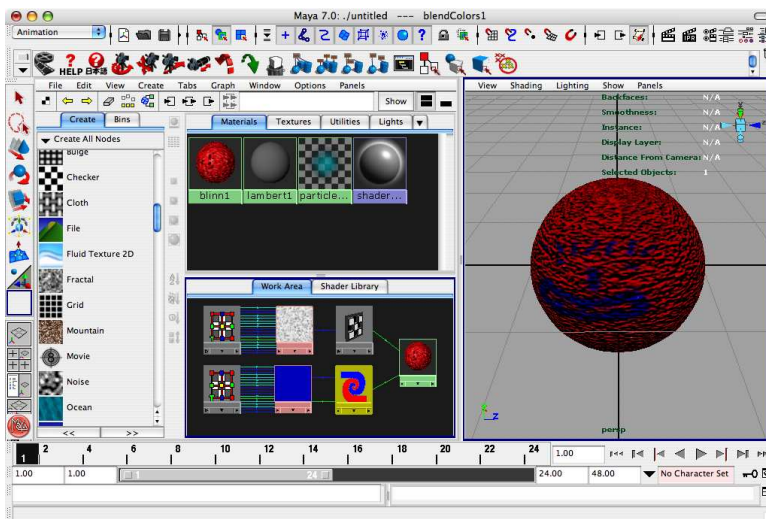 Maya 7.0: ./untitled --- blendColors1
Animation
HELP 日本語
File Edit View Create Tabs Graph Window Options Panels
Show
View Shading Lighting Show Panels
Create Bins
Create All Nodes
Bulge
Checker
Cloth
File
Fluid Texture 2D
Fractal
Grid
Mountain
Movie
Noise
Ocean
<< >>
Materials Textures Utilities Lights
blinn1 lambert1 particle... shader...
Work Area Shader Library
Backfaces: N/A
Smoothness: N/A
Instance: N/A
Display Layer: N/A
Distance From Camera: N/A
Selected Objects: 1
z
persp
1 2 4 6 8 10 12 14 16 18 20 22 24 1.00
1.00 1.00 1 24 24.00 48.00 No Character Set